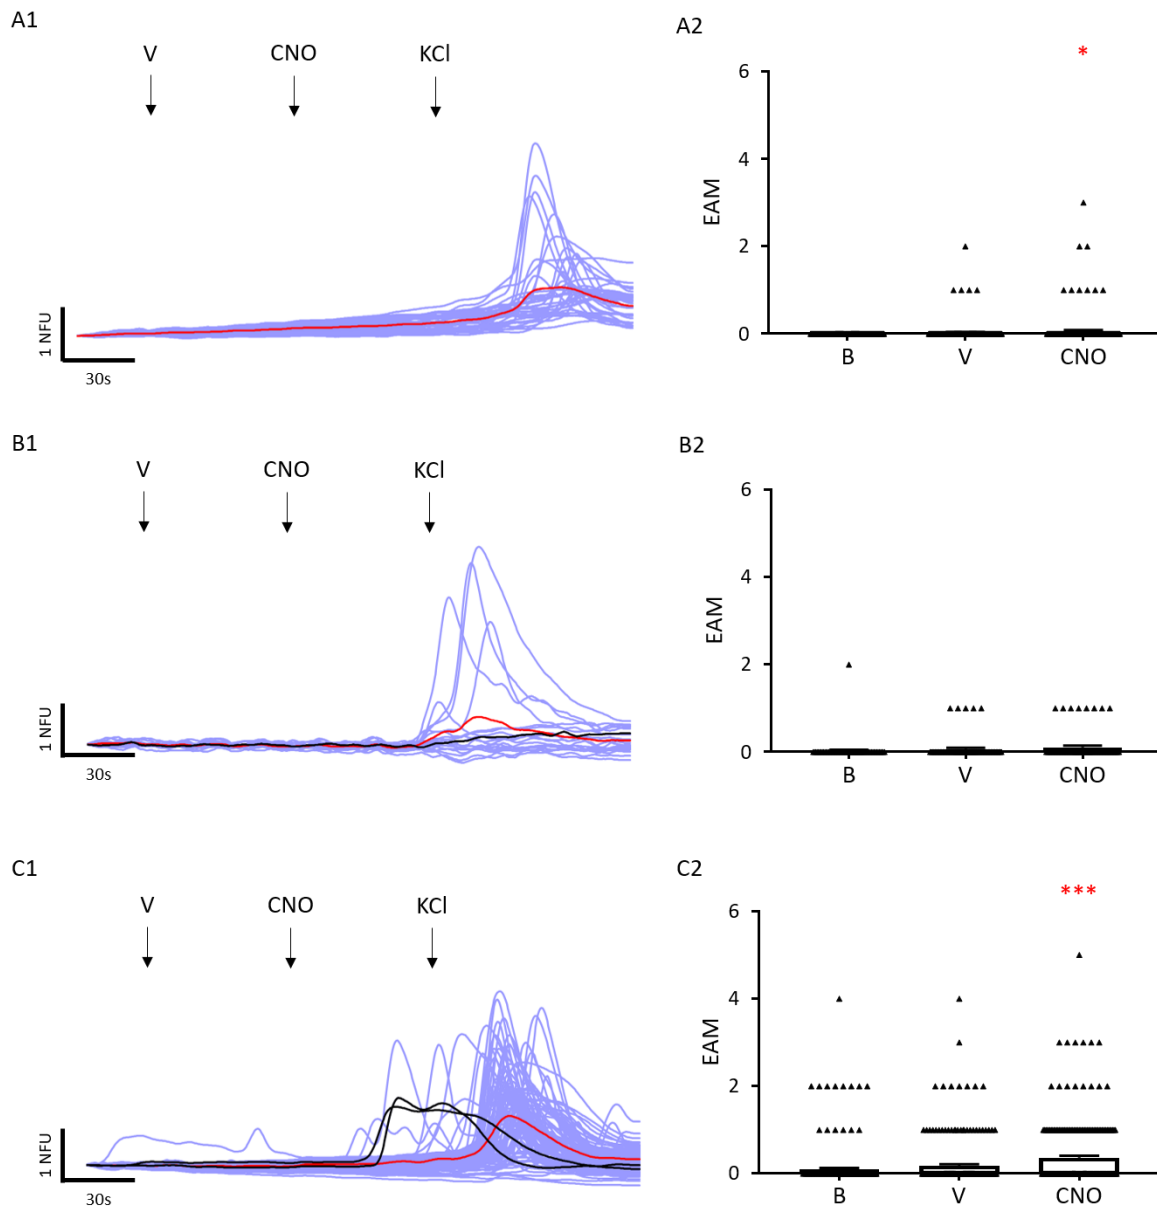 A1
V CNO KCl
1 NFU
30s
A2
*
6
4
2
0
EAM
B V CNO
B1
V CNO KCl
1 NFU
30s
B2
6
4
2
0
EAM
B V CNO
C1
V CNO KCl
1 NFU
30s
C2
***
6
4
2
0
EAM
B V CNO